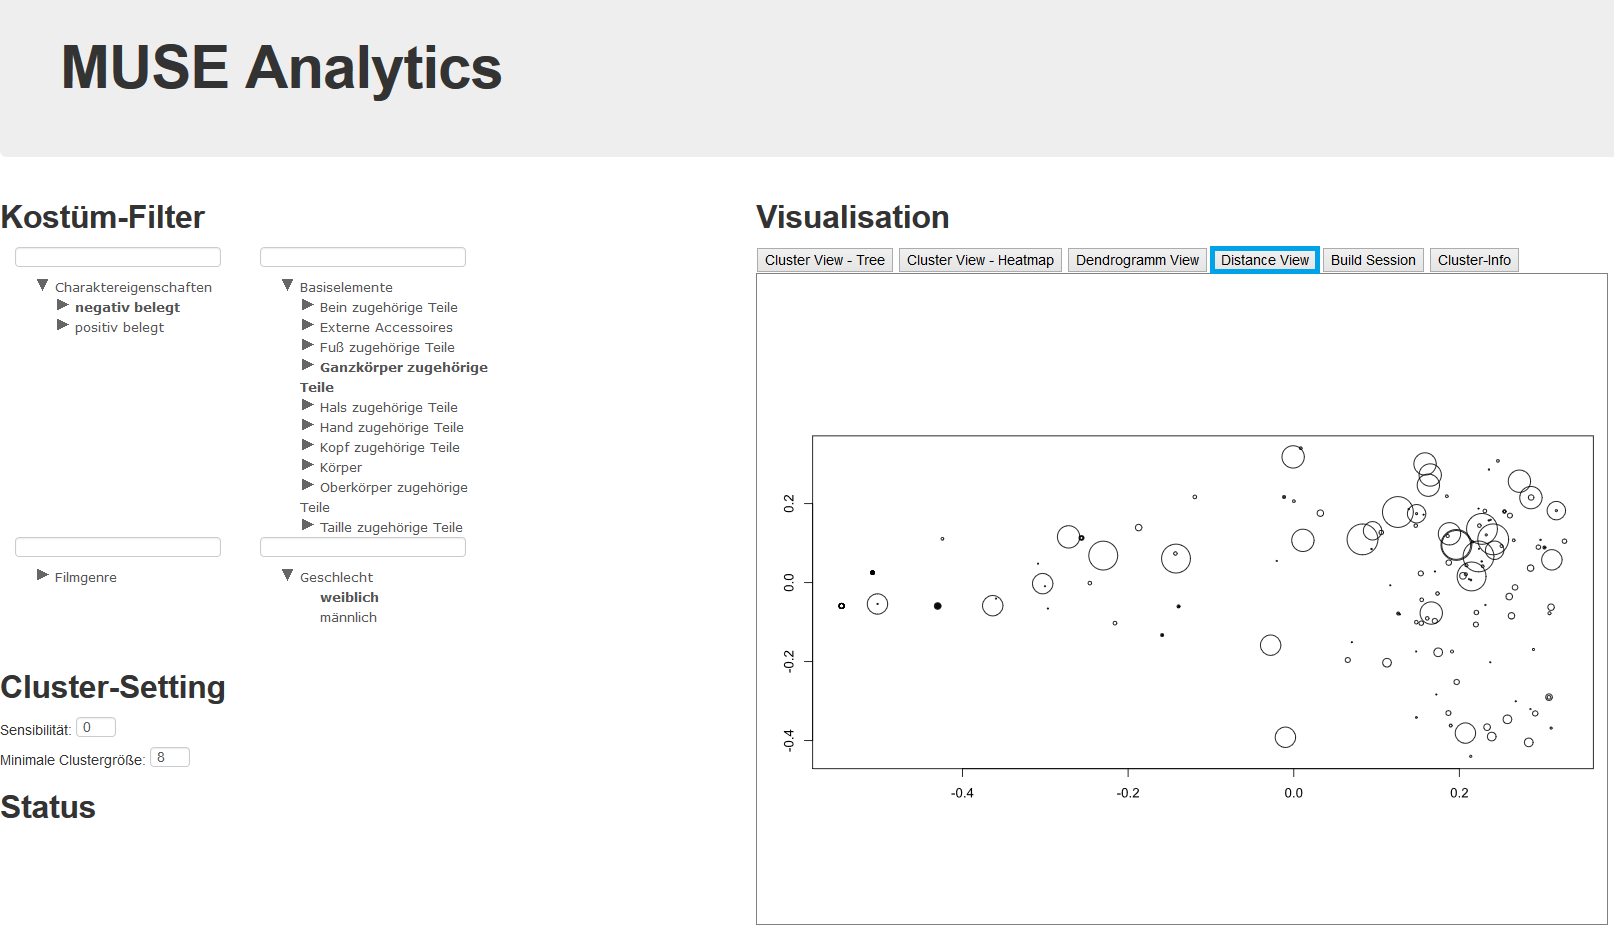 MUSE Analytics
Kostüm-Filter
Charaktereigenschaften
negativ belegt
positiv belegt
Basiselemente
Bein zugehörige Teile
Externe Accessoires
Fuß zugehörige Teile
Ganzkörper zugehörige
Teile
Hals zugehörige Teile
Hand zugehörige Teile
Kopf zugehörige Teile
Körper
Oberkörper zugehörige
Teile
Taille zugehörige Teile
Filmgenre
Geschlecht
weiblich
männlich
Cluster-Setting
Sensibilität: 0
Minimale Clustergröße: 8
Status
Visualisation
Cluster View - Tree
Cluster View - Heatmap
Dendrogramm View
Distance View
Build Session
Cluster-Info
0.2
0.0
-0.2
-0.4
-0.4
-0.2
0.0
0.2